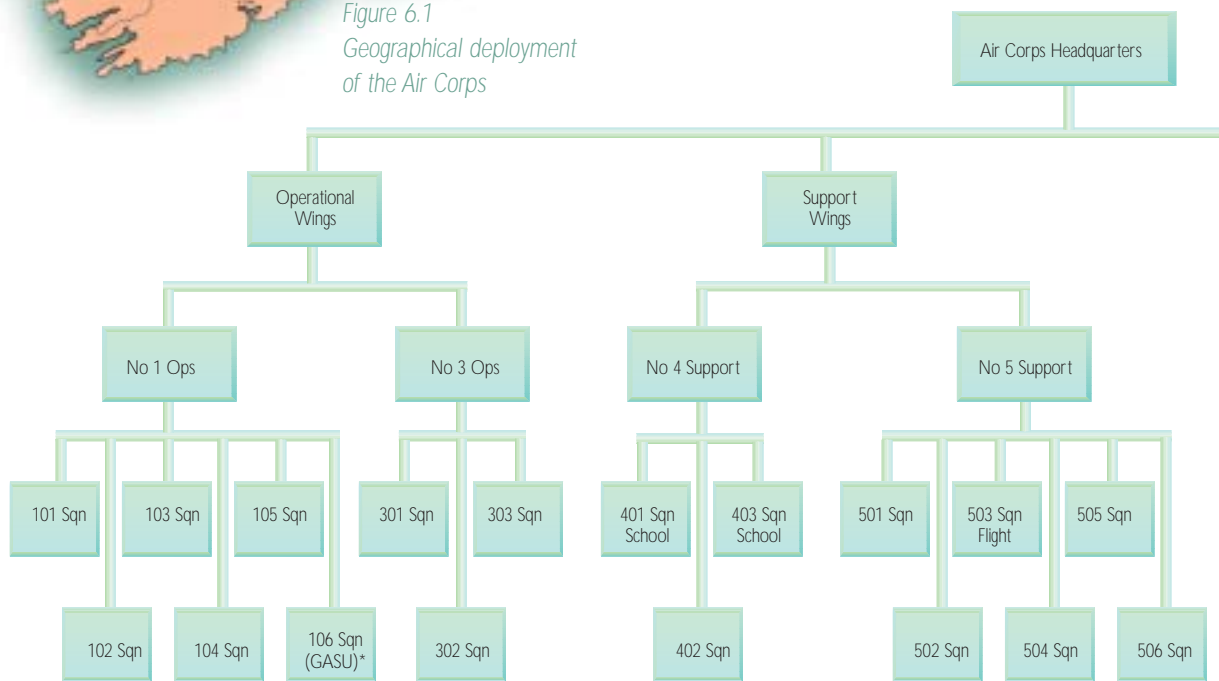 Figure 6.1
Geographical deployment
of the Air Corps
Air Corps Headquarters
Operational
Wings
Support
Wings
No 1 Ops
No 3 Ops
No 4 Support
No 5 Support
101 Sqn
103 Sqn
105 Sqn
301 Sqn
303 Sqn
401 Sqn
School
403 Sqn
School
501 Sqn
503 Sqn
Flight
505 Sqn
102 Sqn
104 Sqn
106 Sqn
(GASU)*
302 Sqn
402 Sqn
502 Sqn
504 Sqn
506 Sqn